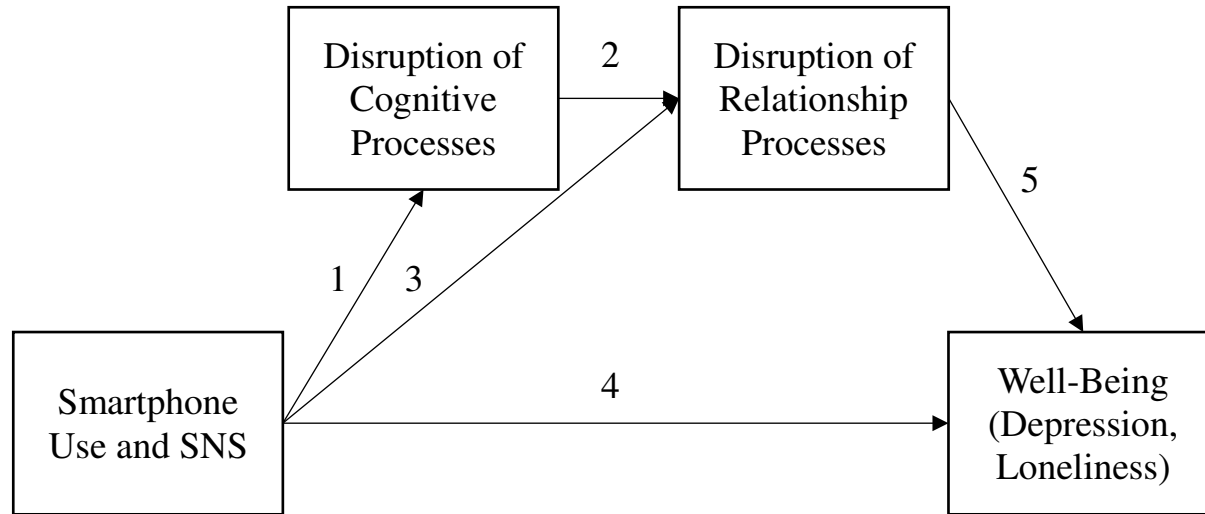 Disruption of
Cognitive
Processes
2
Disruption of
Relationship
Processes
1
3
5
Smartphone
Use and SNS
4
Well-Being
(Depression,
Loneliness)